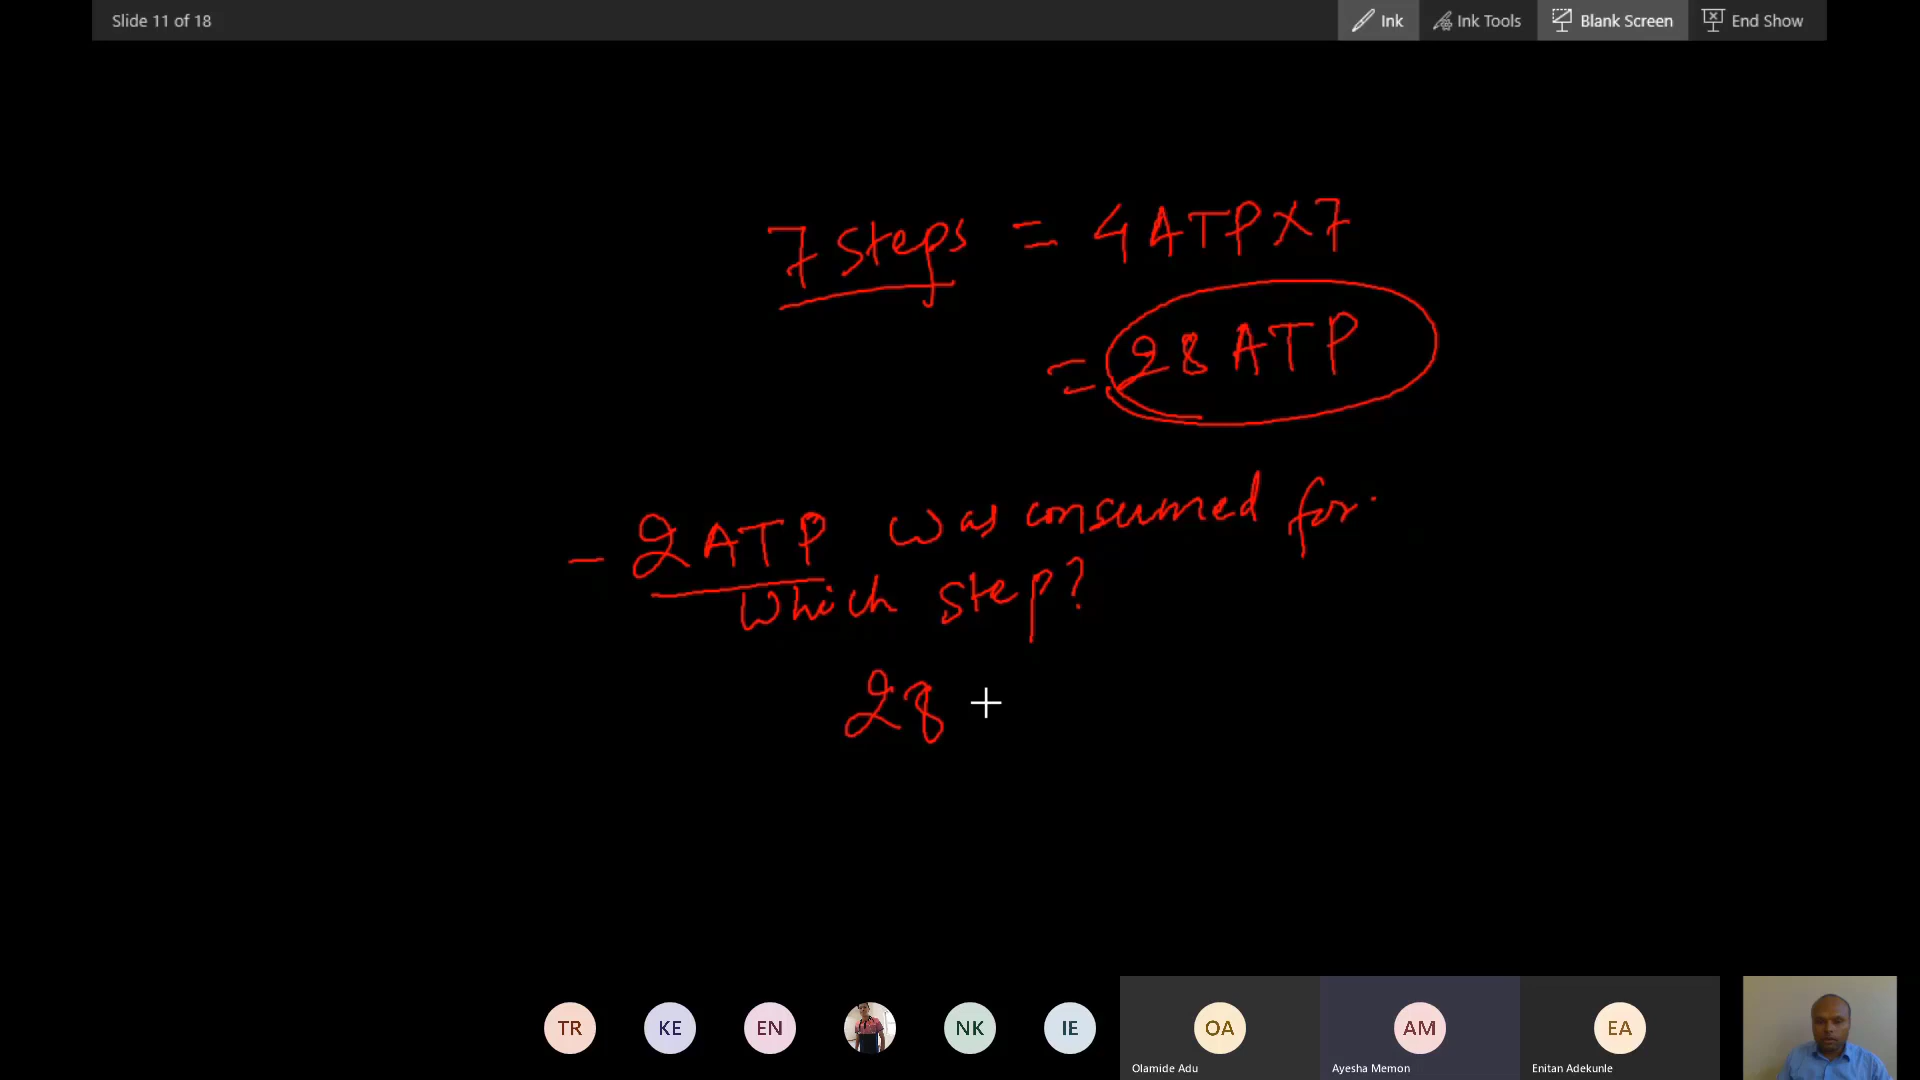 Slide 11 of 18
Ink
Ink Tools
Blank Screen
End Show
7 steps = 4 ATP X 7
= 28 ATP
- 2 ATP was consumed for
which step?
28
TR
KE
EN
NK
IE
OA
AM
EA
Olamide Adu
Ayesha Memon
Enitan Adekunle